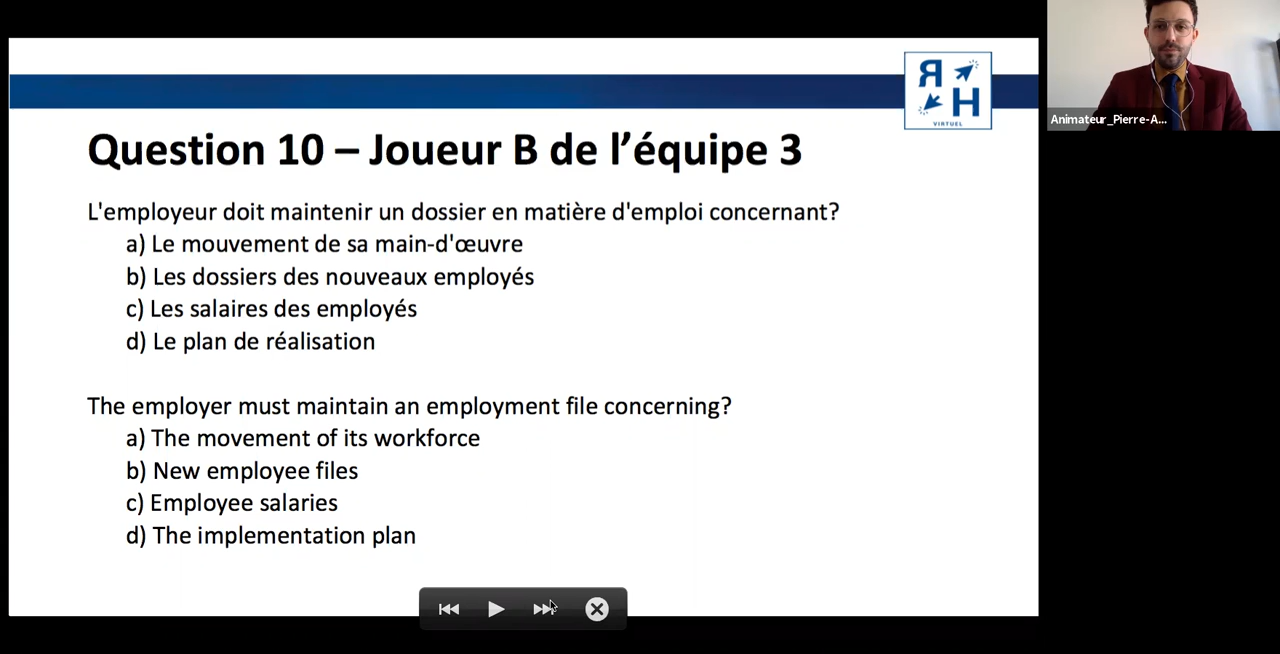 ЯH
VIRTUEL
Animateur_Pierre-A...
Question 10 – Joueur B de l’équipe 3
L'employeur doit maintenir un dossier en matière d'emploi concernant?
a) Le mouvement de sa main-d'œuvre
b) Les dossiers des nouveaux employés
c) Les salaires des employés
d) Le plan de réalisation
The employer must maintain an employment file concerning?
a) The movement of its workforce
b) New employee files
c) Employee salaries
d) The implementation plan